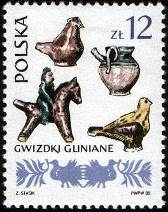 POLSKA
ZŁ 12
GWIZDKI GLINIANE
Z. STASIK
PWPW 85